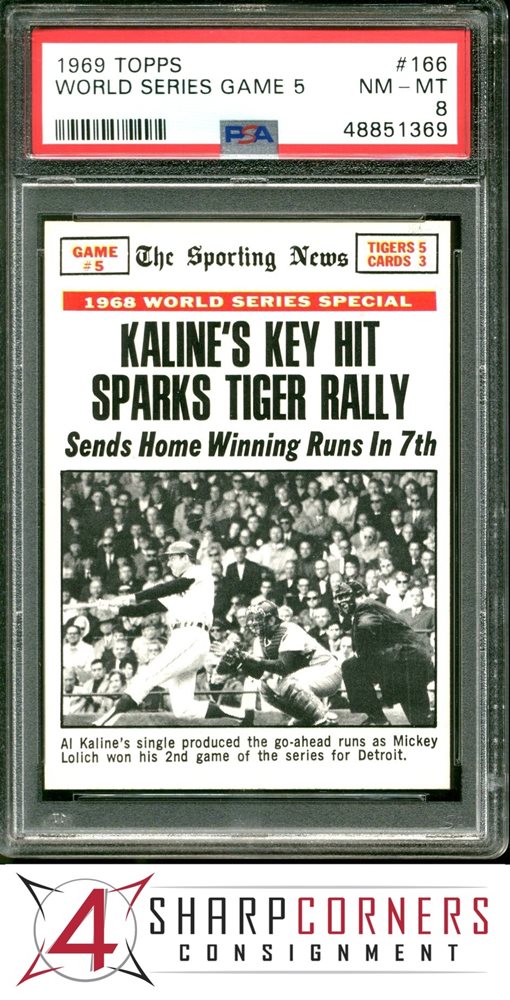 1969 TOPPS #166
WORLD SERIES GAME 5 NM - MT
8
PSA 48851369
GAME #5
The Sporting News
TIGERS 5
CARDS 3
1968 WORLD SERIES SPECIAL
KALINE'S KEY HIT
SPARKS TIGER RALLY
Sends Home Winning Runs In 7th
Al Kaline's single produced the go-ahead runs as Mickey
Lolich won his 2nd game of the series for Detroit.
4 SHARPCORNERS
CONSIGNMENT